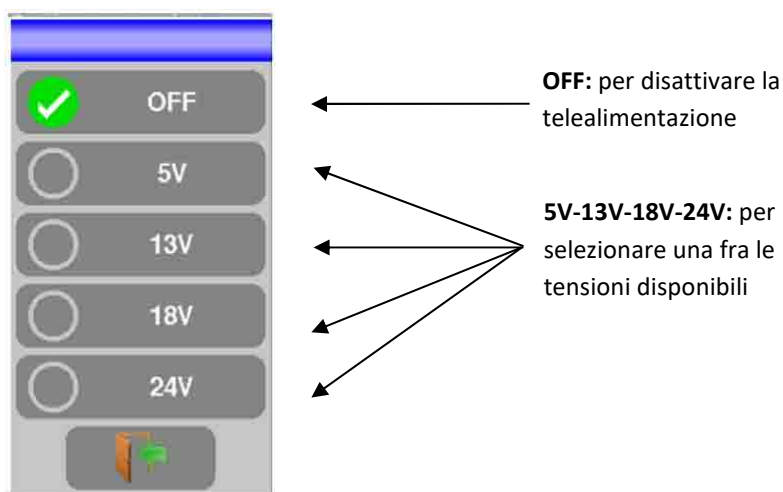 OFF
5V
13V
18V
24V
OFF: per disattivare la
telealimentazione
5V-13V-18V-24V: per
selezionare una fra le
tensioni disponibili